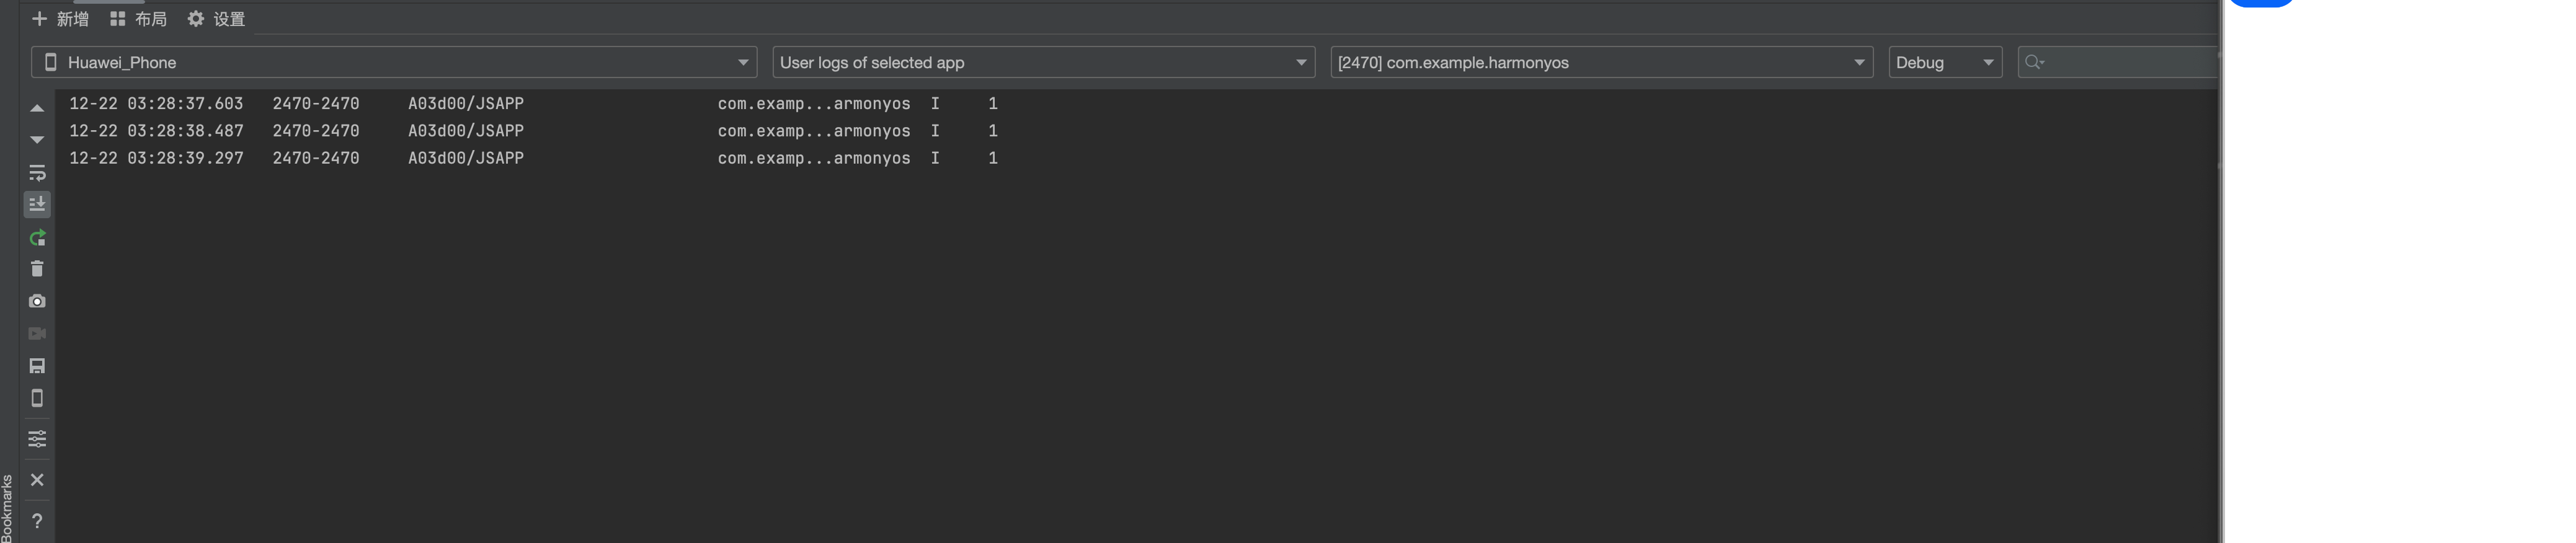 新增 布局 设置
Huawei_Phone User logs of selected app [2470] com.example.harmonyos Debug
12-22 03:28:37.603 2470-2470 A03d00/JSAPP com.examp...armonyos I 1
12-22 03:28:38.487 2470-2470 A03d00/JSAPP com.examp...armonyos I 1
12-22 03:28:39.297 2470-2470 A03d00/JSAPP com.examp...armonyos I 1
Bookmarks